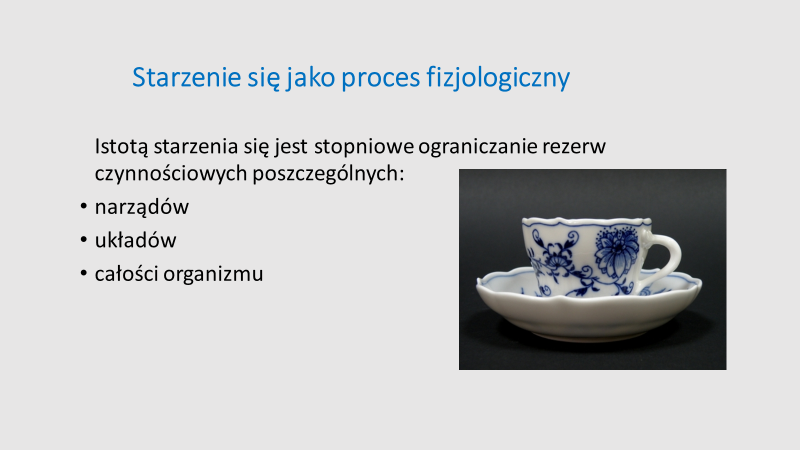 Starzenie się jako proces fizjologiczny
Istotą starzenia się jest stopniowe ograniczanie rezerw
czynnościowych poszczególnych:
• narządów
• układów
• całości organizmu